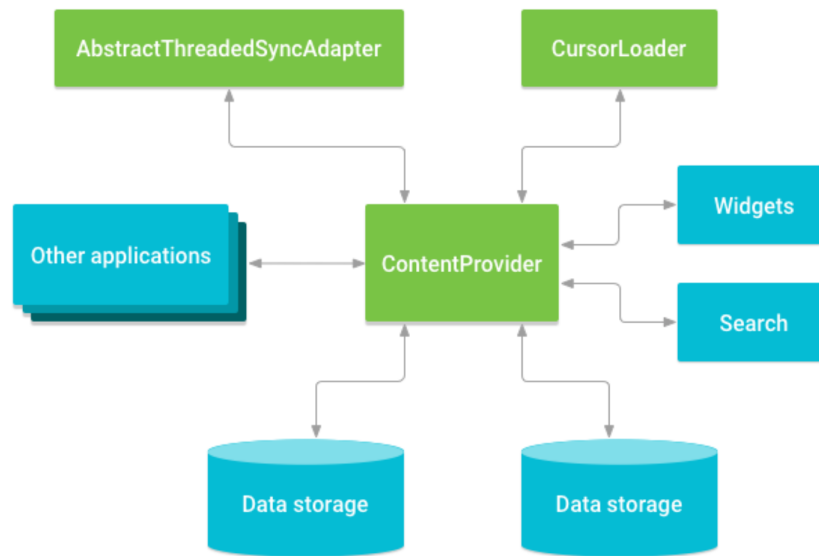 AbstractThreadedSyncAdapter
CursorLoader
Widgets
Other applications
ContentProvider
Search
Data storage
Data storage